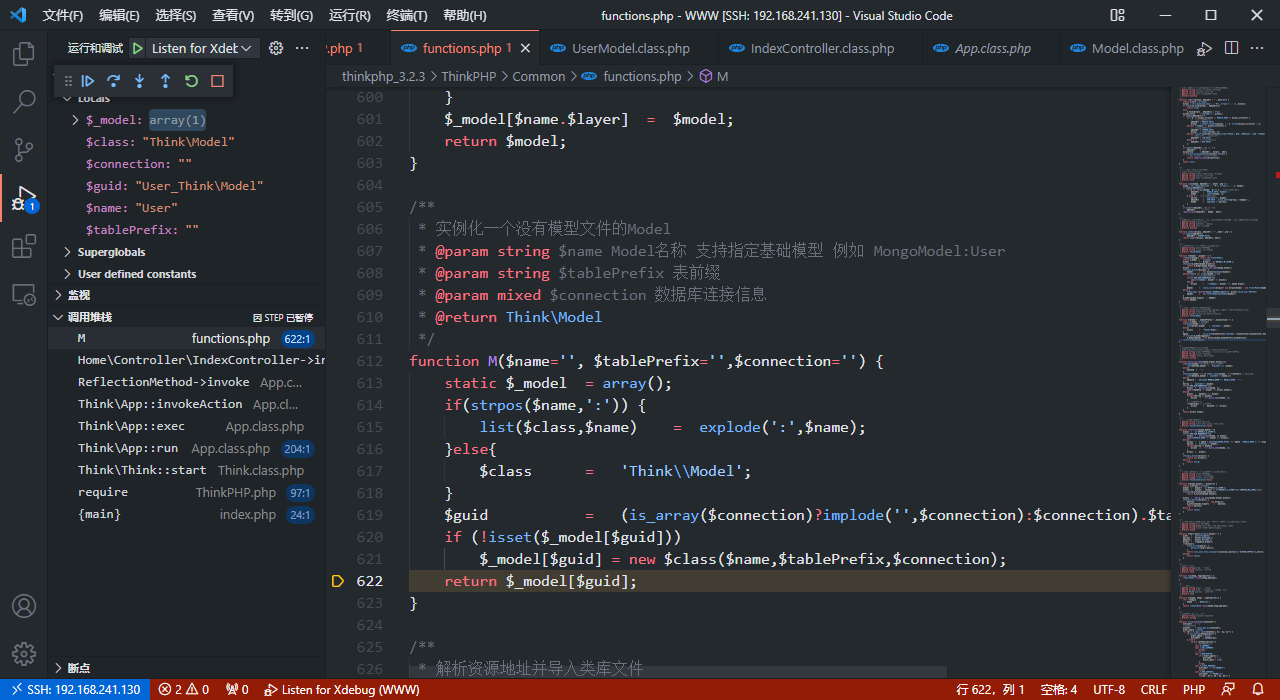 文件(F) 编辑(E) 选择(S) 查看(V) 转到(G) 运行(R) 终端(T) 帮助(H) functions.php - WWW [SSH: 192.168.241.130] - Visual Studio Code
运行和调试 Listen for Xdeb
.php 1 functions.php 1 UserModel.class.php IndexController.class.php App.class.php Model.class.php
thinkphp_3.2.3 > ThinkPHP > Common > functions.php > M
Locals
$_model: array(1)
$class: "Think\Model"
$connection: ""
$guid: "User_Think\Model"
$name: "User"
$tablePrefix: ""
Superglobals
User defined constants
监视
调用堆栈 因 STEP 已暂停
M functions.php 622:1
Home\Controller\IndexController->in
ReflectionMethod->invoke App.c...
Think\App::invokeAction App.cl...
Think\App::exec App.class.php
Think\App::run App.class.php 204:1
Think\Think::start Think.class.php
require ThinkPHP.php 97:1
{main} index.php 24:1
断点
1
600 }
601 $_model[$name.$layer] = $model;
602 return $model;
603 }
604
605 /**
606 * 实例化一个没有模型文件的Model
607 * @param string $name Model名称 支持指定基础模型 例如 MongoModel:User
608 * @param string $tablePrefix 表前缀
609 * @param mixed $connection 数据库连接信息
610 * @return Think\Model
611 */
612 function M($name='', $tablePrefix='',$connection='') {
613 static $_model = array();
614 if(strpos($name,':')) {
615 list($class,$name) = explode(':',$name);
616 }else{
617 $class = 'Think\\Model';
618 }
619 $guid = (is_array($connection)?implode('',$connection):$connection).$ta
620 if (!isset($_model[$guid]))
621 $_model[$guid] = new $class($name,$tablePrefix,$connection);
622 return $_model[$guid];
623 }
624
625 /**
626 * 解析资源地址并导入类库文件
SSH: 192.168.241.130 2 0 0 Listen for Xdebug (WWW) 行 622，列 1 空格: 4 UTF-8 CRLF PHP